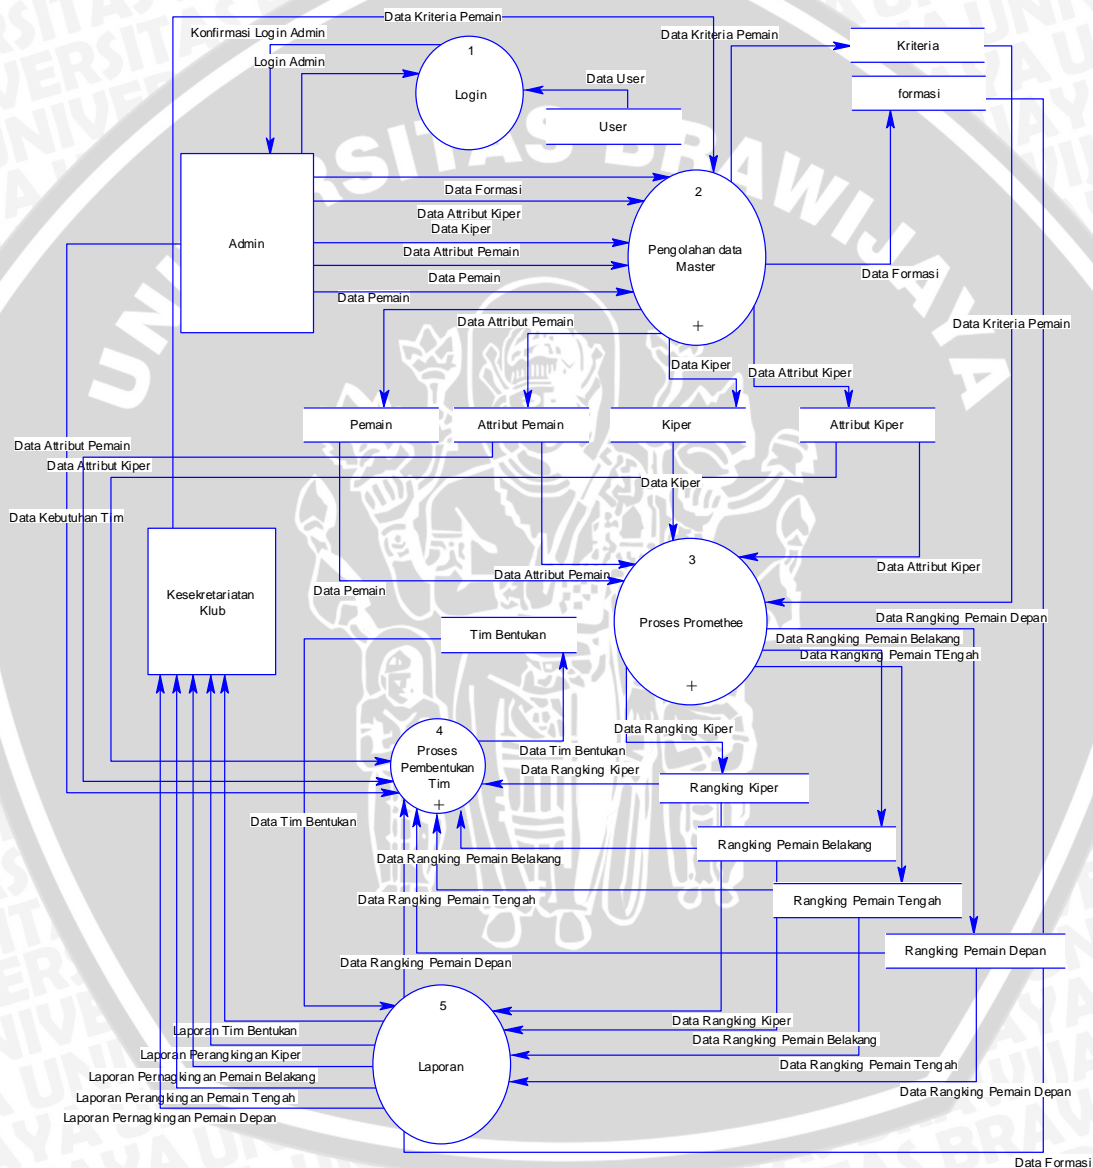 Data Kriteria Pemain
Konfirmasi Login Admin
Data Kriteria Pemain
Kriteria
1
Login Admin
Login
Data User
User
formasi
UNIVERSITAS BRAWIJAYA
Admin
Data Formasi
Data Attribut Kiper
Data Kiper
Data Attribut Pemain
Data Pemain
Data Pemain
2
Pengolahan data
Master
+
Data Formasi
Data Attribut Pemain
Data Kriteria Pemain
Data Kiper
Data Attribut Kiper
Pemain
Attribut Pemain
Kiper
Attribut Kiper
Data Attribut Pemain
Data Attribut Kiper
Data Kiper
Data Kebutuhan Tim
Kesekretariatan
Klub
3
Proses Promethee
+
Data Attribut Kiper
Data Attribut Pemain
Data Pemain
Data Rangking Pemain Depan
Data Rangking Pemain Belakang
Data Rangking Pemain TEngah
Tim Bentukan
4
Proses
Pembentukan
Tim
+
Data Rangking Kiper
Data Tim Bentukan
Data Rangking Kiper
Rangking Kiper
Data Tim Bentukan
Rangking Pemain Belakang
Data Rangking Pemain Belakang
Data Rangking Pemain Tengah
Rangking Pemain Tengah
Rangking Pemain Depan
Data Rangking Pemain Depan
5
Laporan
Data Rangking Kiper
Laporan Tim Bentukan
Data Rangking Pemain Belakang
Laporan Perangkingan Kiper
Data Rangking Pemain Tengah
Laporan Pernagkingan Pemain Belakang
Data Rangking Pemain Depan
Laporan Perangkingan Pemain Tengah
Laporan Pernagkingan Pemain Depan
Data Formasi